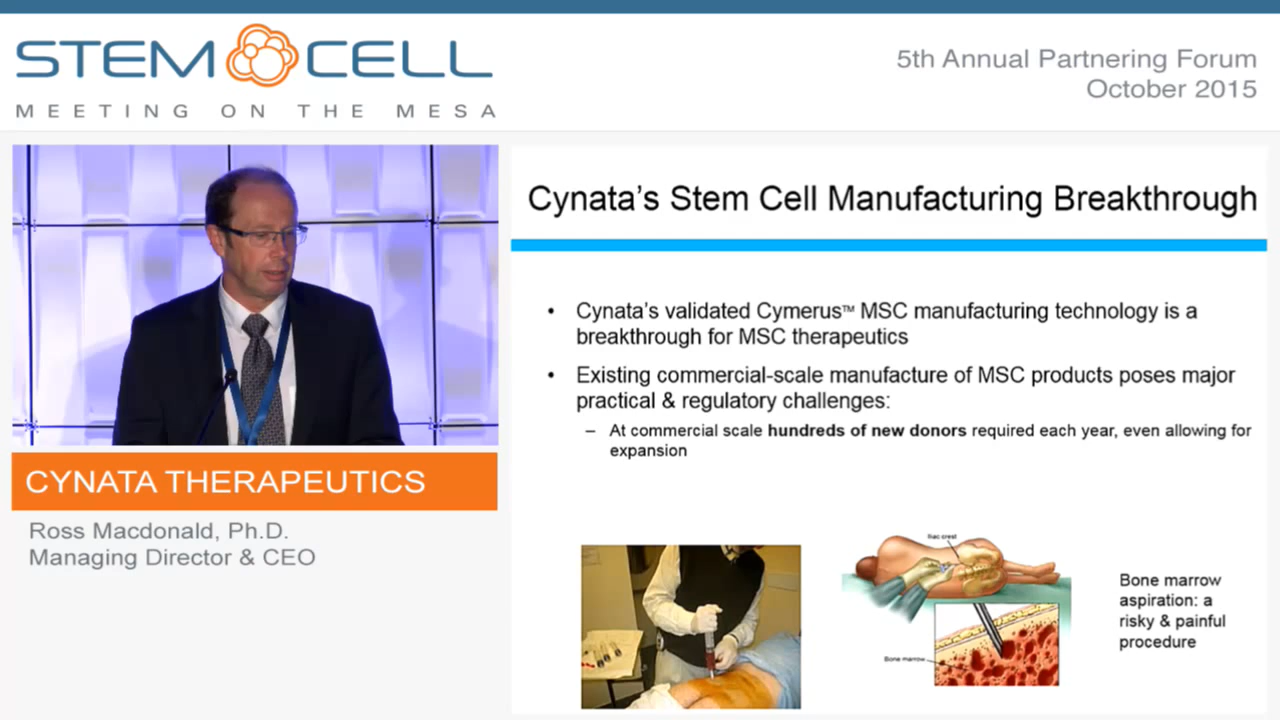 STEM CELL
MEETING ON THE MESA
5th Annual Partnering Forum
October 2015
CYNATA THERAPEUTICS
Ross Macdonald, Ph.D.
Managing Director & CEO
Cynata's Stem Cell Manufacturing Breakthrough
• Cynata's validated Cymerus™ MSC manufacturing technology is a
breakthrough for MSC therapeutics
• Existing commercial-scale manufacture of MSC products poses major
practical & regulatory challenges:
– At commercial scale hundreds of new donors required each year, even allowing for
expansion
Iliac crest
Bone marrow
Bone marrow
aspiration: a
risky & painful
procedure